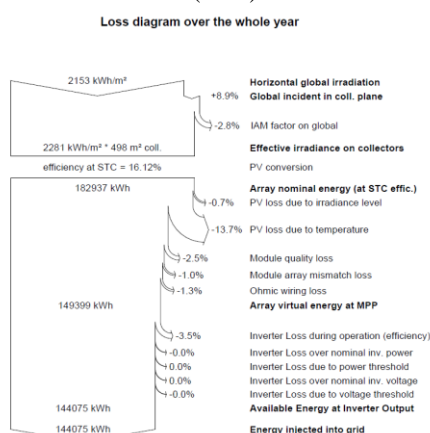 Loss diagram over the whole year
2153 kWh/m² Horizontal global irradiation
+8.9% Global incident in coll. plane
-2.8% IAM factor on global
2281 kWh/m² * 498 m² coll. Effective irradiance on collectors
efficiency at STC = 16.12% PV conversion
182937 kWh Array nominal energy (at STC effic.)
-0.7% PV loss due to irradiance level
-13.7% PV loss due to temperature
-2.5% Module quality loss
-1.0% Module array mismatch loss
-1.3% Ohmic wiring loss
149399 kWh Array virtual energy at MPP
-3.5% Inverter Loss during operation (efficiency)
-0.0% Inverter Loss over nominal inv. power
0.0% Inverter Loss due to power threshold
0.0% Inverter Loss over nominal inv. voltage
-0.0% Inverter Loss due to voltage threshold
144075 kWh Available Energy at Inverter Output
144075 kWh Energy injected into grid